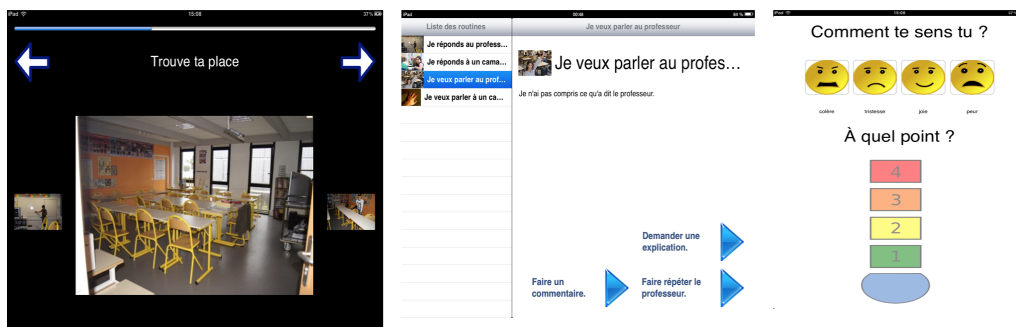 iPad 15:08 37%
Trouve ta place
iPad 00:48 84 %
Liste des routines
Je veux parler au professeur
Je réponds au profess...
Je réponds à un cama...
Je veux parler au prof...
Je veux parler à un ca...
Je veux parler au profes...
Je n'ai pas compris ce qu'a dit le professeur.
Demander une
explication.
Faire un
commentaire.
Faire répéter le
professeur.
iPad 15:08 37%
Comment te sens tu ?
colère tristesse joie peur
À quel point ?
4
3
2
1